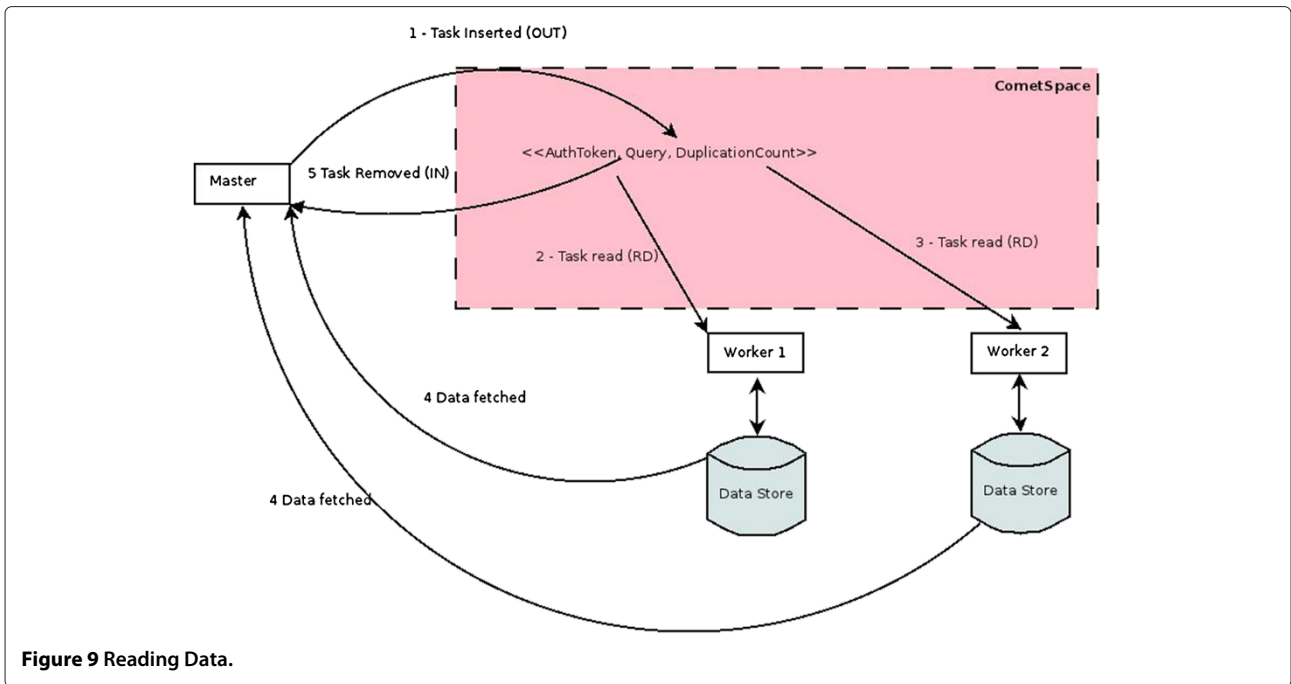 1 - Task Inserted (OUT)
CometSpace
<<AuthToken, Query, DuplicationCount>>
Master
5 Task Removed (IN)
2 - Task read (RD)
3 - Task read (RD)
Worker 1
Worker 2
4 Data fetched
Data Store
Data Store
4 Data fetched
Figure 9 Reading Data.